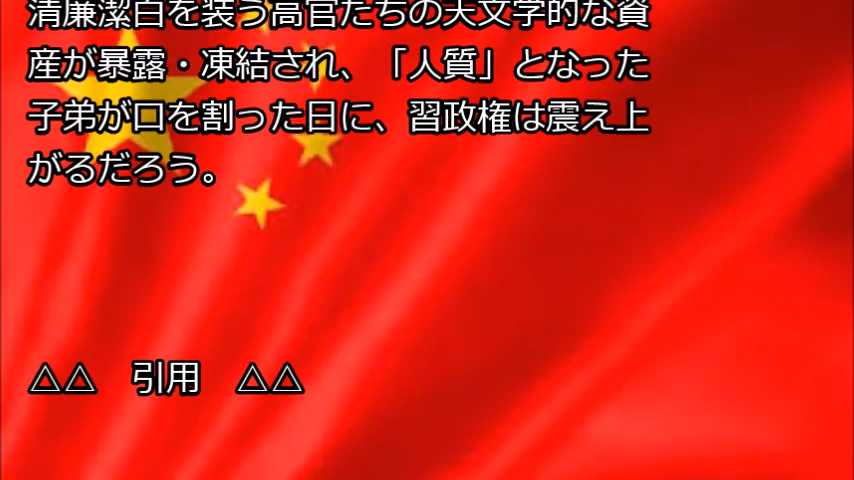 清廉潔白を装う高官たちの天文学的な資
産が暴露・凍結され、「人質」となった
子弟が口を割った日に、習政権は震え上
がるだろう。
△△　引用　△△